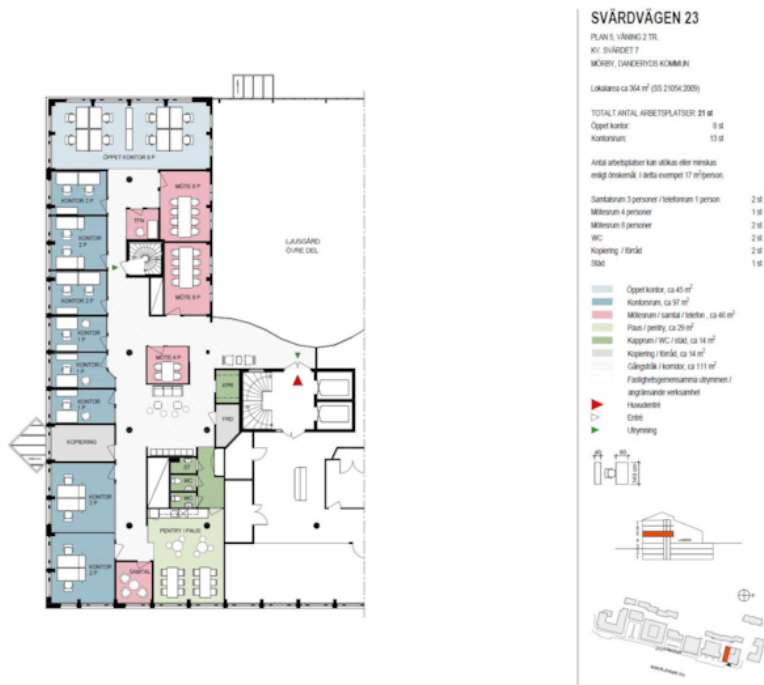 ÖPPET KONTOR 8 P
KONTOR 2 P
MÖTE 8 P
TFN
KONTOR
2 P
LJUSGÅRD
ÖVRE DEL
KONTOR 2 P
MÖTE 8 P
KONTOR
1 P
MÖTE 4 P
KONTOR
1 P
KONTOR
1 P
KPR
FRD
KOPIERING
ST
WC
WC
KONTOR
2 P
PENTRY / PAUS
KONTOR
2 P
SAMTAL
SVÄRDVÄGEN 23
PLAN 5, VÅNING 2 TR.
KV. SVÄRDET 7
MÖRBY, DANDERYDS KOMMUN
Lokalarea ca 364 m² (SS 21054:2009)
TOTALT ANTAL ARBETSPLATSER: 21 st
Öppet kontor: 8 st
Kontorsrum: 13 st
Antal arbetsplatser kan utökas eller minskas
enligt önskemål. I detta exempel 17 m²/person.
Samtalsrum 3 personer / telefonrum 1 person 2 st
Mötesrum 4 personer 1 st
Mötesrum 8 personer 2 st
WC 2 st
Kopiering / förråd 2 st
Städ 1 st
Öppet kontor, ca 45 m²
Kontorsrum, ca 97 m²
Mötesrum / samtal / telefon , ca 46 m²
Paus / pentry, ca 29 m²
Kapprum / WC / städ, ca 14 m²
Kopiering / förråd, ca 14 m²
Gångstråk / korridor, ca 111 m²
Fastighetsgemensamma utrymmen /
angränsande verksamhet
Huvudentré
Entré
Utrymning